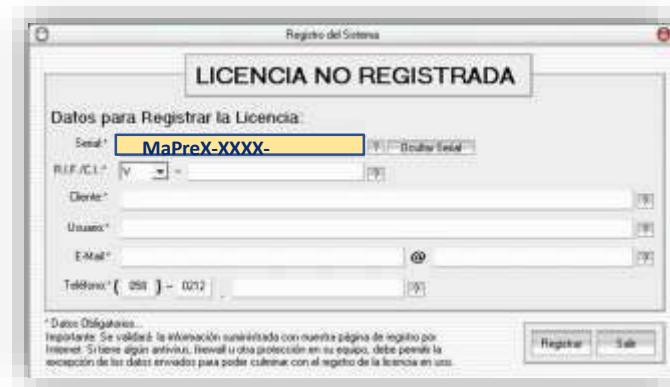 Registro del Sistema
LICENCIA NO REGISTRADA
Datos para Registrar la Licencia:
Serial:* MaPreX-XXXX- ? Ocultar Serial
R.I.F./C.I.:* V - ?
Cliente:* ?
Usuario:* ?
E-Mail:* @ ?
Teléfono:* ( 058 ) - 0212 ?
* Datos Obligatorios...
Importante: Se validará la información suministrada con nuestra página de registro por
Internet. Si tiene algún antivirus, firewall u otra protección en su equipo, debe permitir la
excepción de los datos enviados para poder culminar con el registro de la licencia en uso.
Registrar Salir